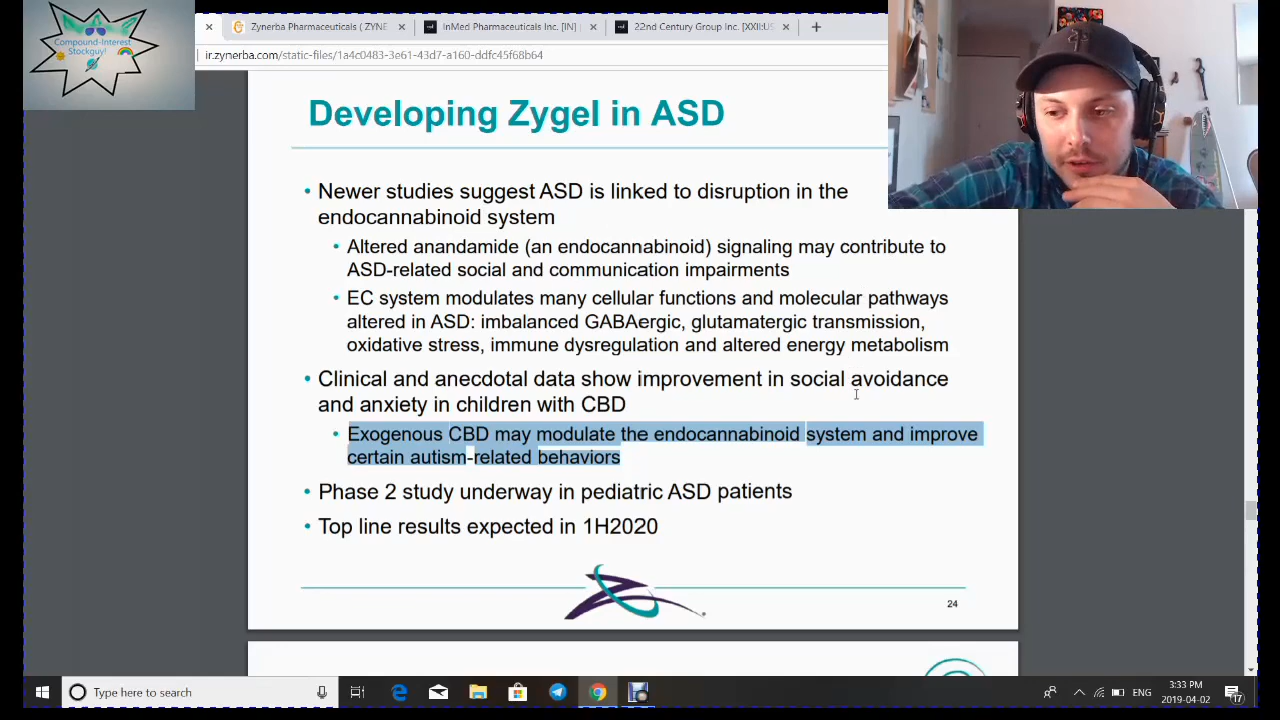 Compound-Interest
Stockguy!
Zynerba Pharmaceuticals ( ZYNE
InMed Pharmaceuticals Inc. [IN]
22nd Century Group Inc. [XXII:US
ir.zynerba.com/static-files/1a4c0483-3e61-43d7-a160-ddfc45f68b64
Developing Zygel in ASD
• Newer studies suggest ASD is linked to disruption in the
endocannabinoid system
• Altered anandamide (an endocannabinoid) signaling may contribute to
ASD-related social and communication impairments
• EC system modulates many cellular functions and molecular pathways
altered in ASD: imbalanced GABAergic, glutamatergic transmission,
oxidative stress, immune dysregulation and altered energy metabolism
• Clinical and anecdotal data show improvement in social avoidance
and anxiety in children with CBD
• Exogenous CBD may modulate the endocannabinoid system and improve
certain autism-related behaviors
• Phase 2 study underway in pediatric ASD patients
• Top line results expected in 1H2020
24
Type here to search
ENG
3:33 PM
2019-04-02
17